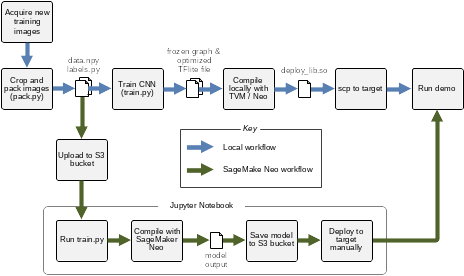 Acquire new
training
images
data.npy
labels.py
frozen graph &
optimized
TFlite file
deploy_lib.so
Crop and
pack images
(pack.py)
Train CNN
(train.py)
Compile
locally with
TVM / Neo
scp to target
Run demo
Key
Local workflow
SageMake Neo workflow
Upload to S3
bucket
Jupyter Notebook
Run train.py
Compile with
SageMaker
Neo
model
output
Save model
to S3 bucket
Deploy to
target
manually